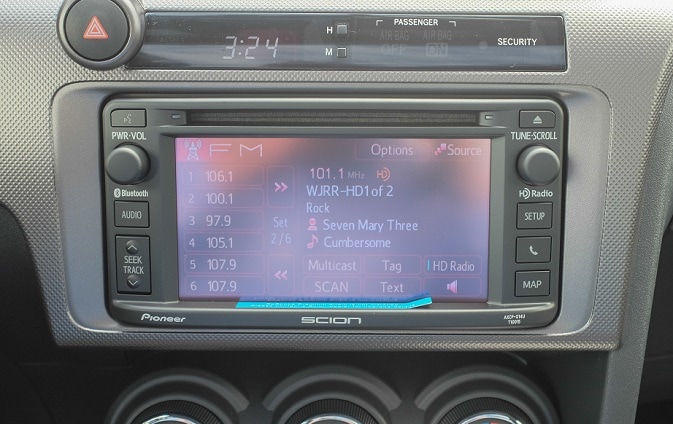 PASSENGER
3:24 H AIR BAG AIR BAG SECURITY
M ON
PWR-VOL TUNE-SCROLL
FM Options Source
1 106.1
2 100.1
3 97.9
4 105.1
5 107.9
6 107.9
Set
2/6
101.1 MHz HD
WJRR-HD1 of 2
Rock
Seven Mary Three
Cumbersome
Multicast Tag HD Radio
SCAN Text
Bluetooth
AUDIO
SEEK
TRACK
HD Radio
SETUP
MAP
Pioneer SCION